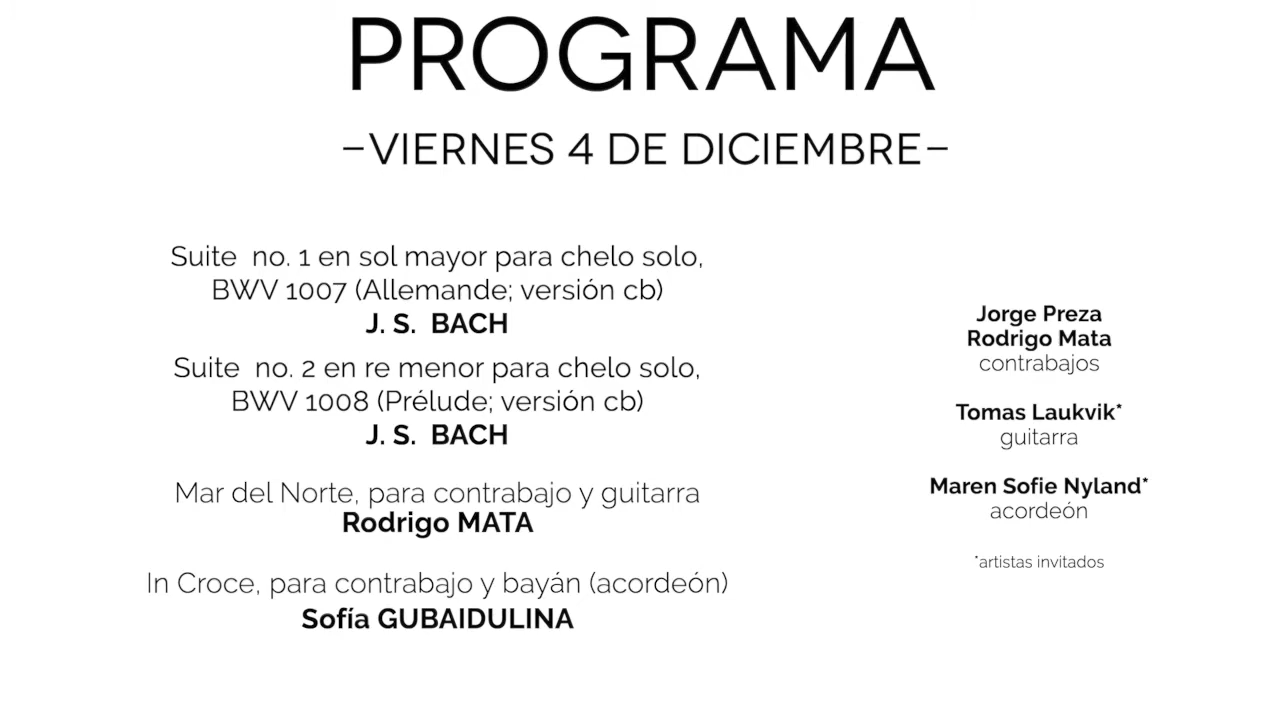 PROGRAMA
–VIERNES 4 DE DICIEMBRE–
Suite no. 1 en sol mayor para chelo solo,
BWV 1007 (Allemande; versión cb)
J. S. BACH
Suite no. 2 en re menor para chelo solo,
BWV 1008 (Prélude; versión cb)
J. S. BACH
Mar del Norte, para contrabajo y guitarra
Rodrigo MATA
In Croce, para contrabajo y bayán (acordeón)
Sofía GUBAIDULINA
Jorge Preza
Rodrigo Mata
contrabajos
Tomas Laukvik*
guitarra
Maren Sofie Nyland*
acordeón
*artistas invitados